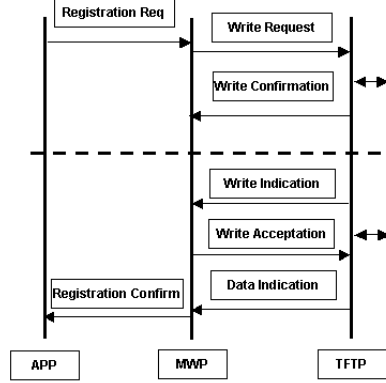 Registration Req
Write Request
Write Confirmation
Write Indication
Write Acceptation
Data Indication
Registration Confirm
APP
MWP
TFTP